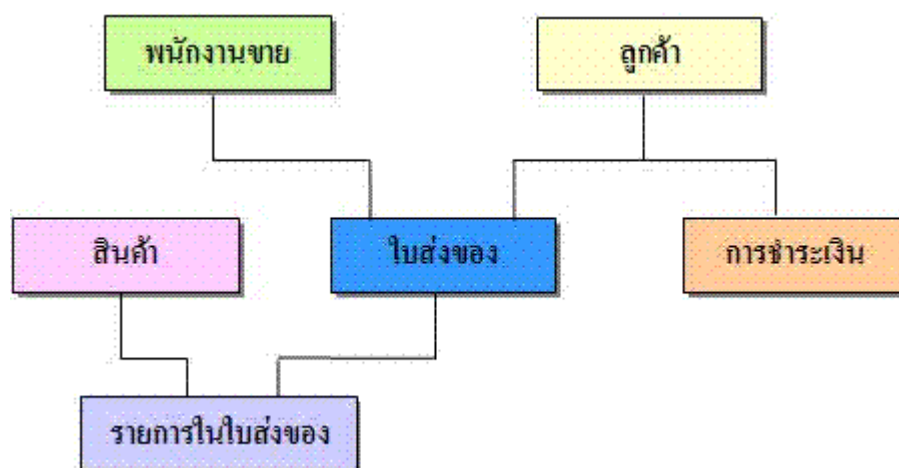 พนักงานขาย
ลูกค้า
สินค้า
ใบส่งของ
การชำระเงิน
รายการในใบส่งของ